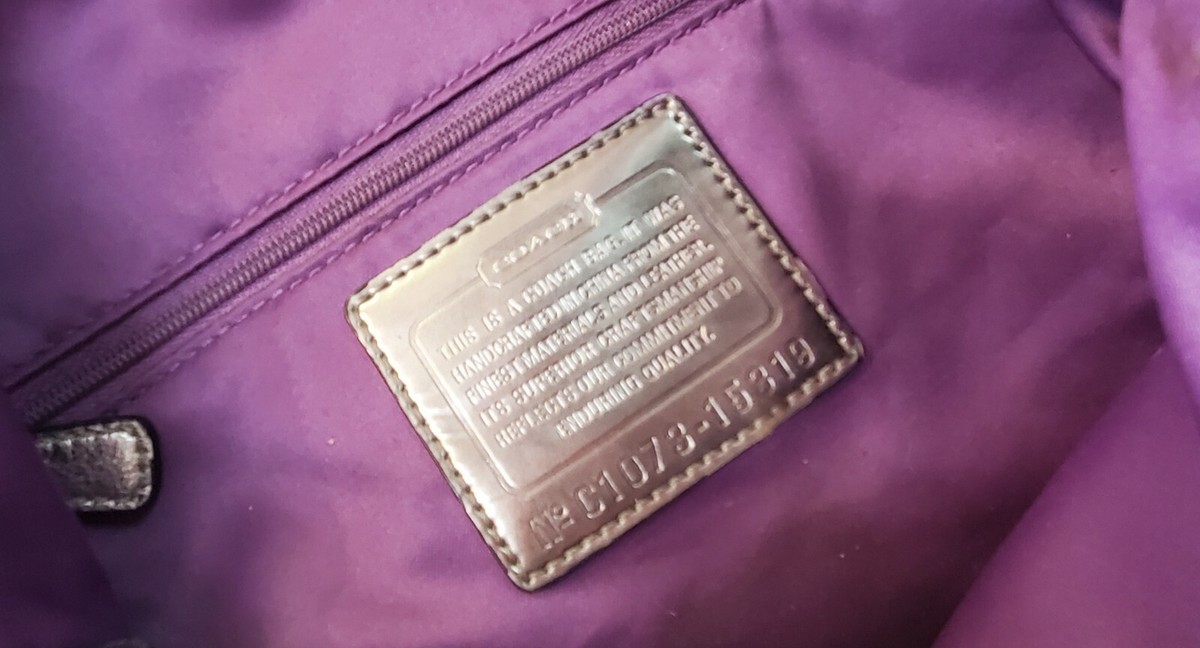 COACH
THIS IS A COACH BAG. IT WAS
HANDCRAFTED IN CHINA FROM THE
FINEST MATERIALS AND LEATHER.
ITS SUPERIOR CRAFTSMANSHIP
REFLECTS OUR COMMITMENT TO
ENDURING QUALITY.
Nº C1073-15319